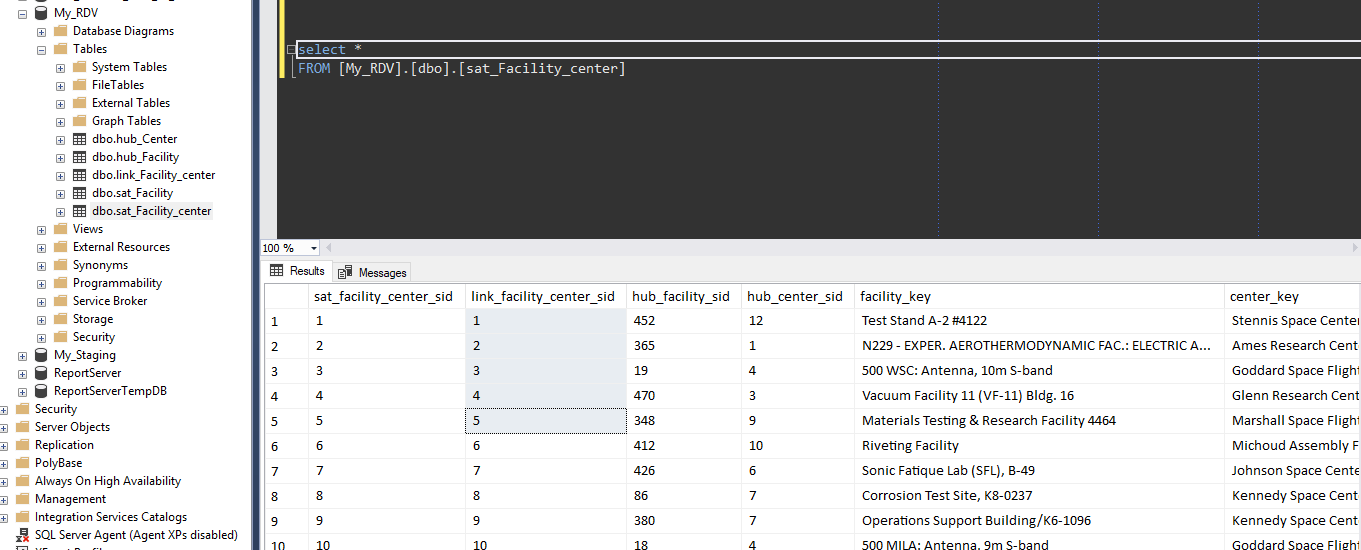 My_RDV
Database Diagrams
Tables
System Tables
FileTables
External Tables
Graph Tables
dbo.hub_Center
dbo.hub_Facility
dbo.link_Facility_center
dbo.sat_Facility
dbo.sat_Facility_center
Views
External Resources
Synonyms
Programmability
Service Broker
Storage
Security
My_Staging
ReportServer
ReportServerTempDB
Security
Server Objects
Replication
PolyBase
Always On High Availability
Management
Integration Services Catalogs
SQL Server Agent (Agent XPs disabled)
select *
FROM [My_RDV].[dbo].[sat_Facility_center]
100 %
Results Messages
sat_facility_center_sid link_facility_center_sid hub_facility_sid hub_center_sid facility_key center_key
1 1 1 452 12 Test Stand A-2 #4122 Stennis Space Center
2 2 2 365 1 N229 - EXPER. AEROTHERMODYNAMIC FAC.: ELECTRIC A... Ames Research Cent
3 3 3 19 4 500 WSC: Antenna, 10m S-band Goddard Space Flight
4 4 4 470 3 Vacuum Facility 11 (VF-11) Bldg. 16 Glenn Research Cent
5 5 5 348 9 Materials Testing & Research Facility 4464 Marshall Space Flight
6 6 6 412 10 Riveting Facility Michoud Assembly F
7 7 7 426 6 Sonic Fatique Lab (SFL), B-49 Johnson Space Cente
8 8 8 86 7 Corrosion Test Site, K8-0237 Kennedy Space Cent
9 9 9 380 7 Operations Support Building/K6-1096 Kennedy Space Cent
10 10 10 18 4 500 MILA: Antenna, 9m S-band Goddard Space Flight